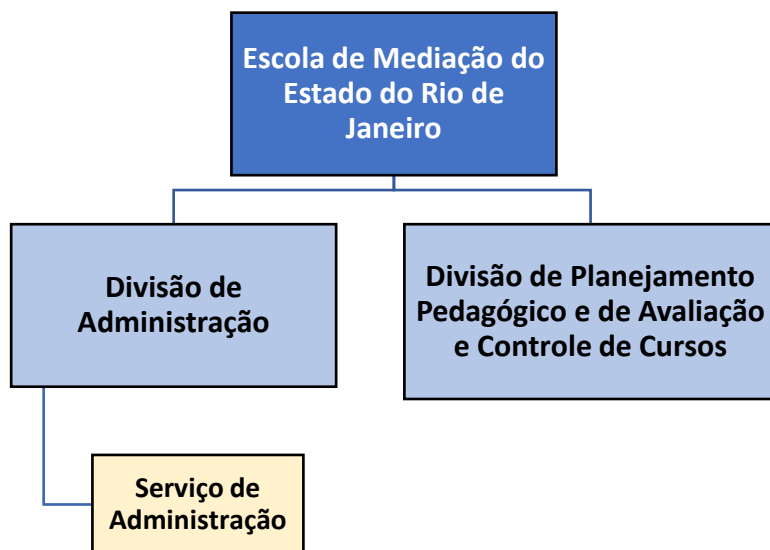 Escola de Mediação do
Estado do Rio de
Janeiro
Divisão de
Administração
Divisão de Planejamento
Pedagógico e de Avaliação
e Controle de Cursos
Serviço de
Administração